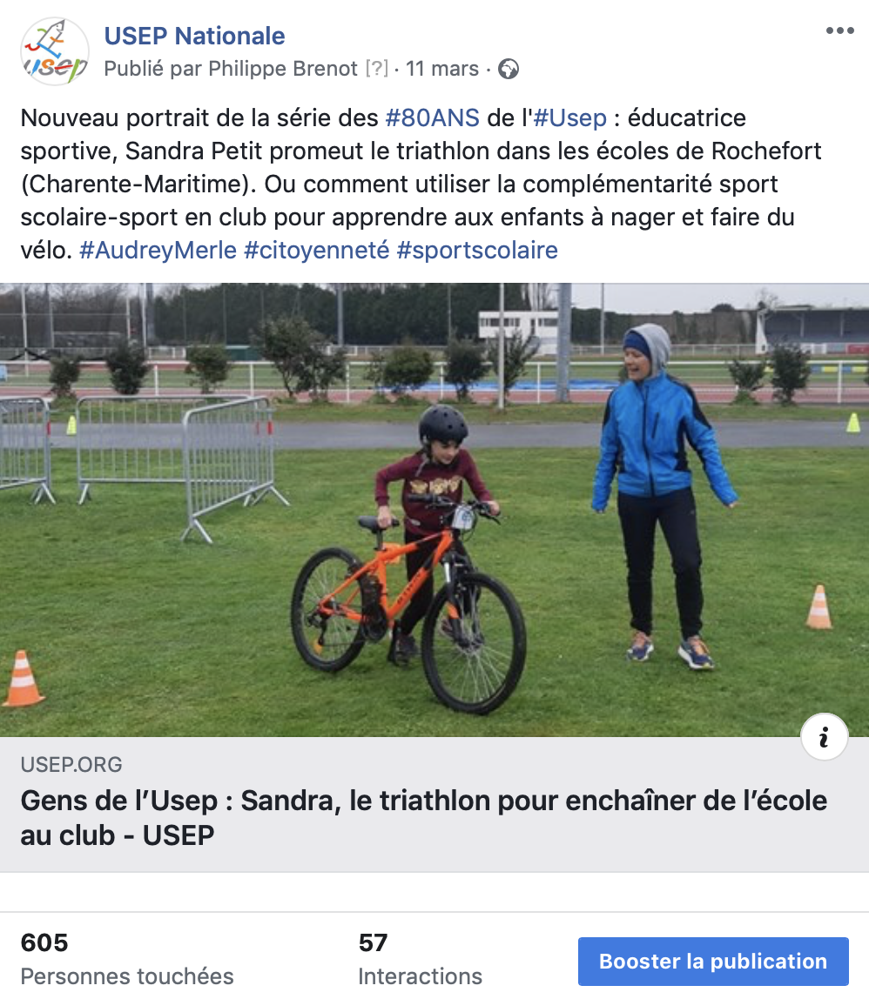 usep
USEP Nationale
Publié par Philippe Brenot [?] · 11 mars ·
Nouveau portrait de la série des #80ANS de l'#Usep : éducatrice
sportive, Sandra Petit promeut le triathlon dans les écoles de Rochefort
(Charente-Maritime). Ou comment utiliser la complémentarité sport
scolaire-sport en club pour apprendre aux enfants à nager et faire du
vélo. #AudreyMerle #citoyenneté #sportscolaire
i
USEP.ORG
Gens de l’Usep : Sandra, le triathlon pour enchaîner de l’école
au club - USEP
605
Personnes touchées
57
Interactions
Booster la publication